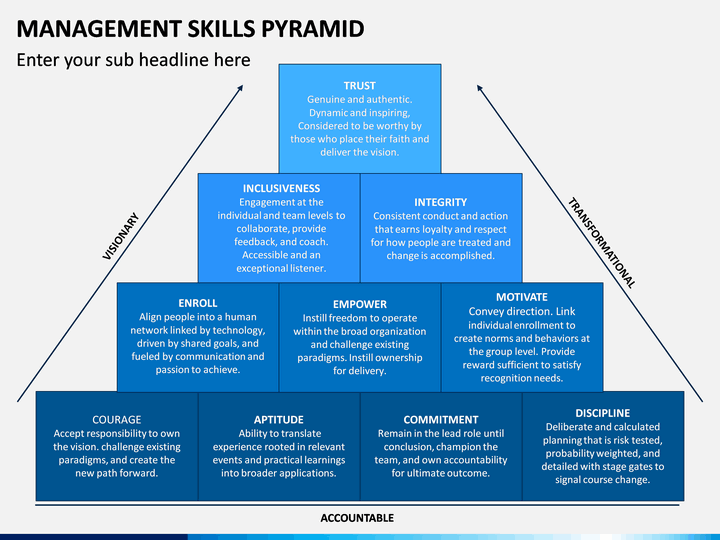 MANAGEMENT SKILLS PYRAMID
Enter your sub headline here
TRUST
Genuine and authentic.
Dynamic and inspiring,
Considered to be worthy by
those who place their faith and
deliver the vision.
INCLUSIVENESS
Engagement at the
individual and team levels to
collaborate, provide
feedback, and coach.
Accessible and an
exceptional listener.
INTEGRITY
Consistent conduct and action
that earns loyalty and respect
for how people are treated and
change is accomplished.
VISIONARY
TRANSFORMATIONAL
ENROLL
Align people into a human
network linked by technology,
driven by shared goals, and
fueled by communication and
passion to achieve.
EMPOWER
Instill freedom to operate
within the broad organization
and challenge existing
paradigms. Instill ownership
for delivery.
MOTIVATE
Convey direction. Link
individual enrollment to
create norms and behaviors at
the group level. Provide
reward sufficient to satisfy
recognition needs.
COURAGE
Accept responsibility to own
the vision. challenge existing
paradigms, and create the
new path forward.
APTITUDE
Ability to translate
experience rooted in relevant
events and practical learnings
into broader applications.
COMMITMENT
Remain in the lead role until
conclusion, champion the
team, and own accountability
for ultimate outcome.
DISCIPLINE
Deliberate and calculated
planning that is risk tested,
probability weighted, and
detailed with stage gates to
signal course change.
ACCOUNTABLE